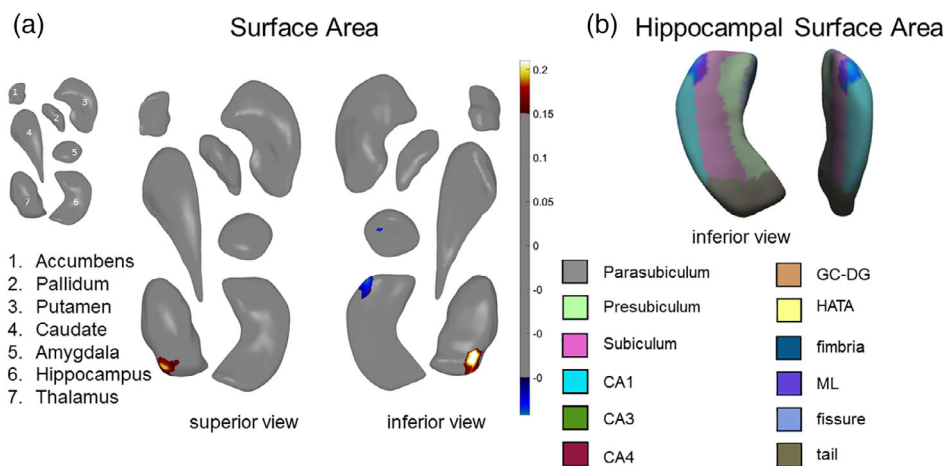 (a)
Surface Area
1
2
3
4
5
6
7
1. Accumbens
2. Pallidum
3. Putamen
4. Caudate
5. Amygdala
6. Hippocampus
7. Thalamus
superior view
inferior view
0.2
0.15
0.1
0.05
0
-0
-0
-0
(b)
Hippocampal Surface Area
inferior view
Parasubiculum
Presubiculum
Subiculum
CA1
CA3
CA4
GC-DG
HATA
fimbria
ML
fissure
tail